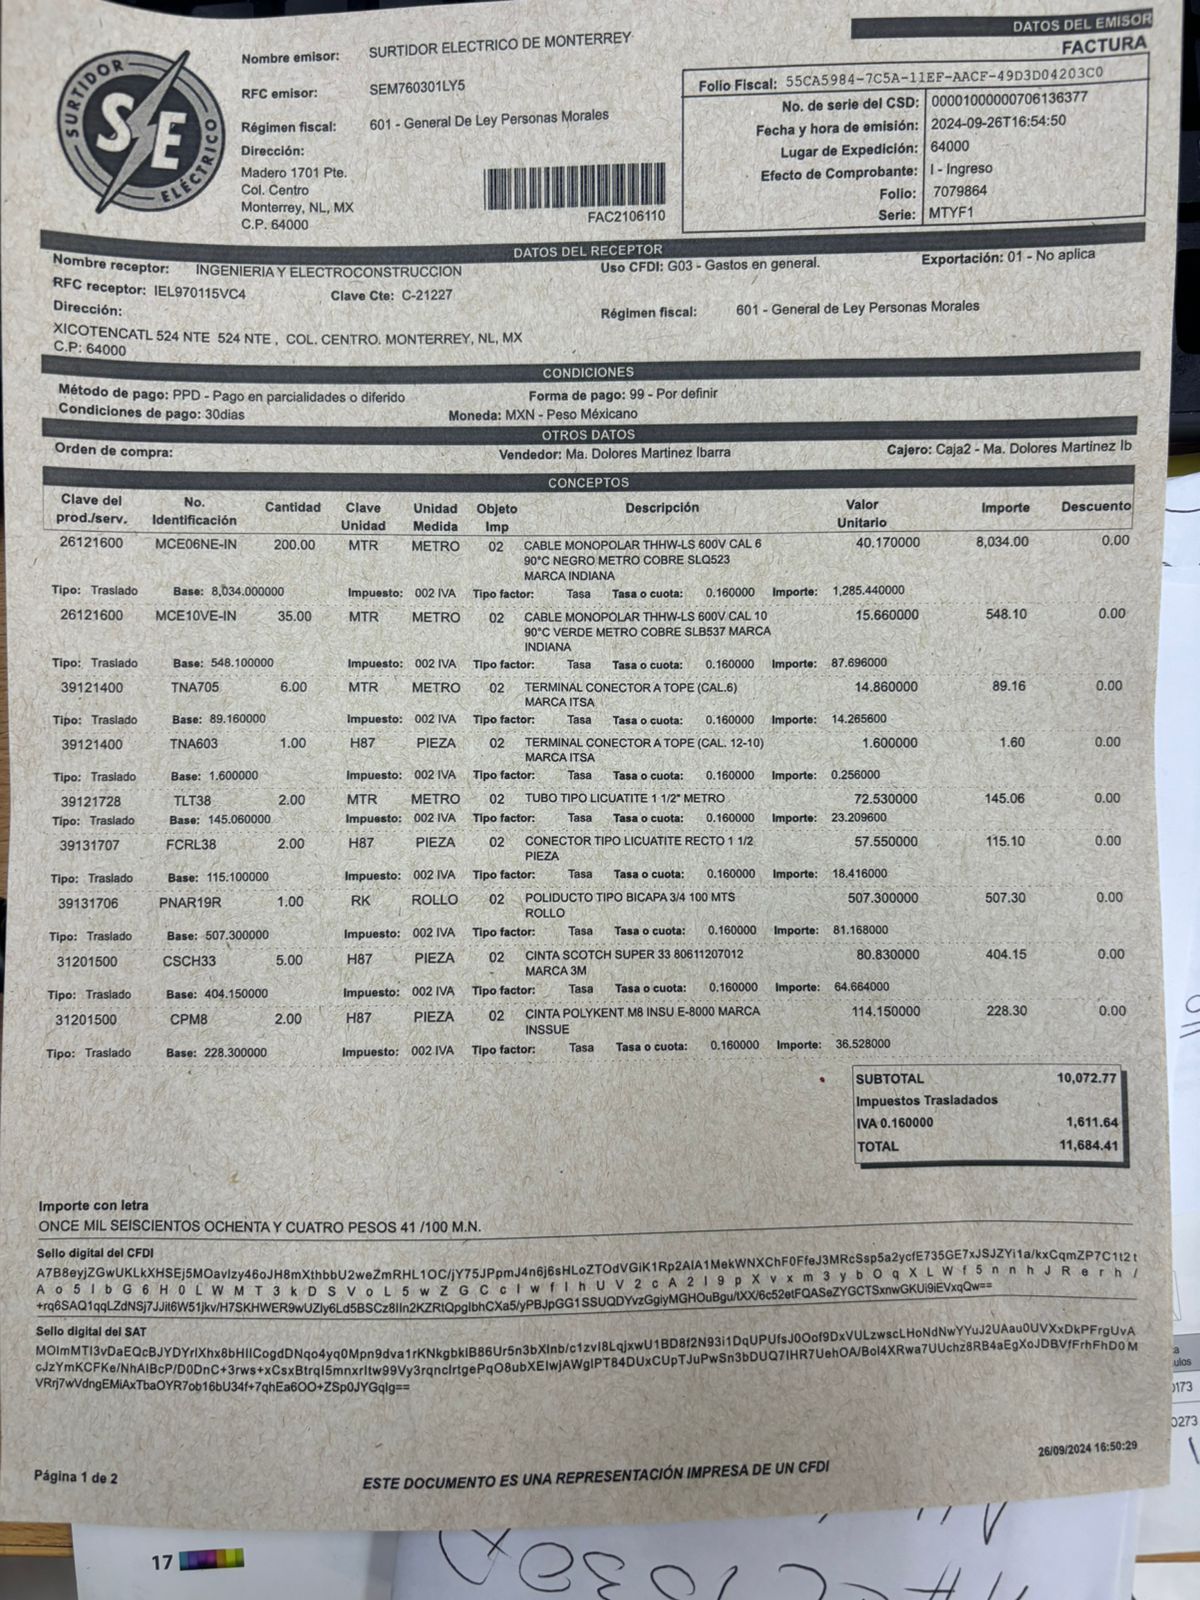 DATOS DEL EMISOR
FACTURA
SURTIDOR ELÉCTRICO
SE
Nombre emisor: SURTIDOR ELECTRICO DE MONTERREY
RFC emisor: SEM760301LY5
Régimen fiscal: 601 - General De Ley Personas Morales
Dirección:
Madero 1701 Pte.
Col. Centro
Monterrey, NL, MX
C.P. 64000
FAC2106110
Folio Fiscal: 55CA5984-7C5A-11EF-AACF-49D3D04203C0
No. de serie del CSD: 00001000000706136377
Fecha y hora de emisión: 2024-09-26T16:54:50
Lugar de Expedición: 64000
Efecto de Comprobante: I - Ingreso
Folio: 7079864
Serie: MTYF1
DATOS DEL RECEPTOR
Nombre receptor: INGENIERIA Y ELECTROCONSTRUCCION Uso CFDI: G03 - Gastos en general. Exportación: 01 - No aplica
RFC receptor: IEL970115VC4 Clave Cte: C-21227
Dirección: Régimen fiscal: 601 - General de Ley Personas Morales
XICOTENCATL 524 NTE 524 NTE , COL. CENTRO. MONTERREY, NL, MX
C.P: 64000
CONDICIONES
Método de pago: PPD - Pago en parcialidades o diferido Forma de pago: 99 - Por definir
Condiciones de pago: 30dias Moneda: MXN - Peso Méxicano
OTROS DATOS
Orden de compra: Vendedor: Ma. Dolores Martinez Ibarra Cajero: Caja2 - Ma. Dolores Martinez Ib
CONCEPTOS
Clave del prod./serv. No. Identificación Cantidad Clave Unidad Unidad Medida Objeto Imp Descripción Valor Unitario Importe Descuento
26121600 MCE06NE-IN 200.00 MTR METRO 02 CABLE MONOPOLAR THHW-LS 600V CAL 6 40.170000 8,034.00 0.00
90°C NEGRO METRO COBRE SLQ523
MARCA INDIANA
Tipo: Traslado Base: 8,034.000000 Impuesto: 002 IVA Tipo factor: Tasa Tasa o cuota: 0.160000 Importe: 1,285.440000
26121600 MCE10VE-IN 35.00 MTR METRO 02 CABLE MONOPOLAR THHW-LS 600V CAL 10 15.660000 548.10 0.00
90°C VERDE METRO COBRE SLB537 MARCA
INDIANA
Tipo: Traslado Base: 548.100000 Impuesto: 002 IVA Tipo factor: Tasa Tasa o cuota: 0.160000 Importe: 87.696000
39121400 TNA705 6.00 MTR METRO 02 TERMINAL CONECTOR A TOPE (CAL.6) 14.860000 89.16 0.00
MARCA ITSA
Tipo: Traslado Base: 89.160000 Impuesto: 002 IVA Tipo factor: Tasa Tasa o cuota: 0.160000 Importe: 14.265600
39121400 TNA603 1.00 H87 PIEZA 02 TERMINAL CONECTOR A TOPE (CAL. 12-10) 1.600000 1.60 0.00
MARCA ITSA
Tipo: Traslado Base: 1.600000 Impuesto: 002 IVA Tipo factor: Tasa Tasa o cuota: 0.160000 Importe: 0.256000
39121728 TLT38 2.00 MTR METRO 02 TUBO TIPO LICUATITE 1 1/2" METRO 72.530000 145.06 0.00
Tipo: Traslado Base: 145.060000 Impuesto: 002 IVA Tipo factor: Tasa Tasa o cuota: 0.160000 Importe: 23.209600
39131707 FCRL38 2.00 H87 PIEZA 02 CONECTOR TIPO LICUATITE RECTO 1 1/2 57.550000 115.10 0.00
PIEZA
Tipo: Traslado Base: 115.100000 Impuesto: 002 IVA Tipo factor: Tasa Tasa o cuota: 0.160000 Importe: 18.416000
39131706 PNAR19R 1.00 RK ROLLO 02 POLIDUCTO TIPO BICAPA 3/4 100 MTS 507.300000 507.30 0.00
ROLLO
Tipo: Traslado Base: 507.300000 Impuesto: 002 IVA Tipo factor: Tasa Tasa o cuota: 0.160000 Importe: 81.168000
31201500 CSCH33 5.00 H87 PIEZA 02 CINTA SCOTCH SUPER 33 80611207012 80.830000 404.15 0.00
MARCA 3M
Tipo: Traslado Base: 404.150000 Impuesto: 002 IVA Tipo factor: Tasa Tasa o cuota: 0.160000 Importe: 64.664000
31201500 CPM8 2.00 H87 PIEZA 02 CINTA POLYKENT M8 INSU E-8000 MARCA 114.150000 228.30 0.00
INSSUE
Tipo: Traslado Base: 228.300000 Impuesto: 002 IVA Tipo factor: Tasa Tasa o cuota: 0.160000 Importe: 36.528000
SUBTOTAL 10,072.77
Impuestos Trasladados
IVA 0.160000 1,611.64
TOTAL 11,684.41
Importe con letra
ONCE MIL SEISCIENTOS OCHENTA Y CUATRO PESOS 41 /100 M.N.
Sello digital del CFDI
Sello digital del SAT
26/09/2024 16:50:29
Página 1 de 2
ESTE DOCUMENTO ES UNA REPRESENTACIÓN IMPRESA DE UN CFDI
17